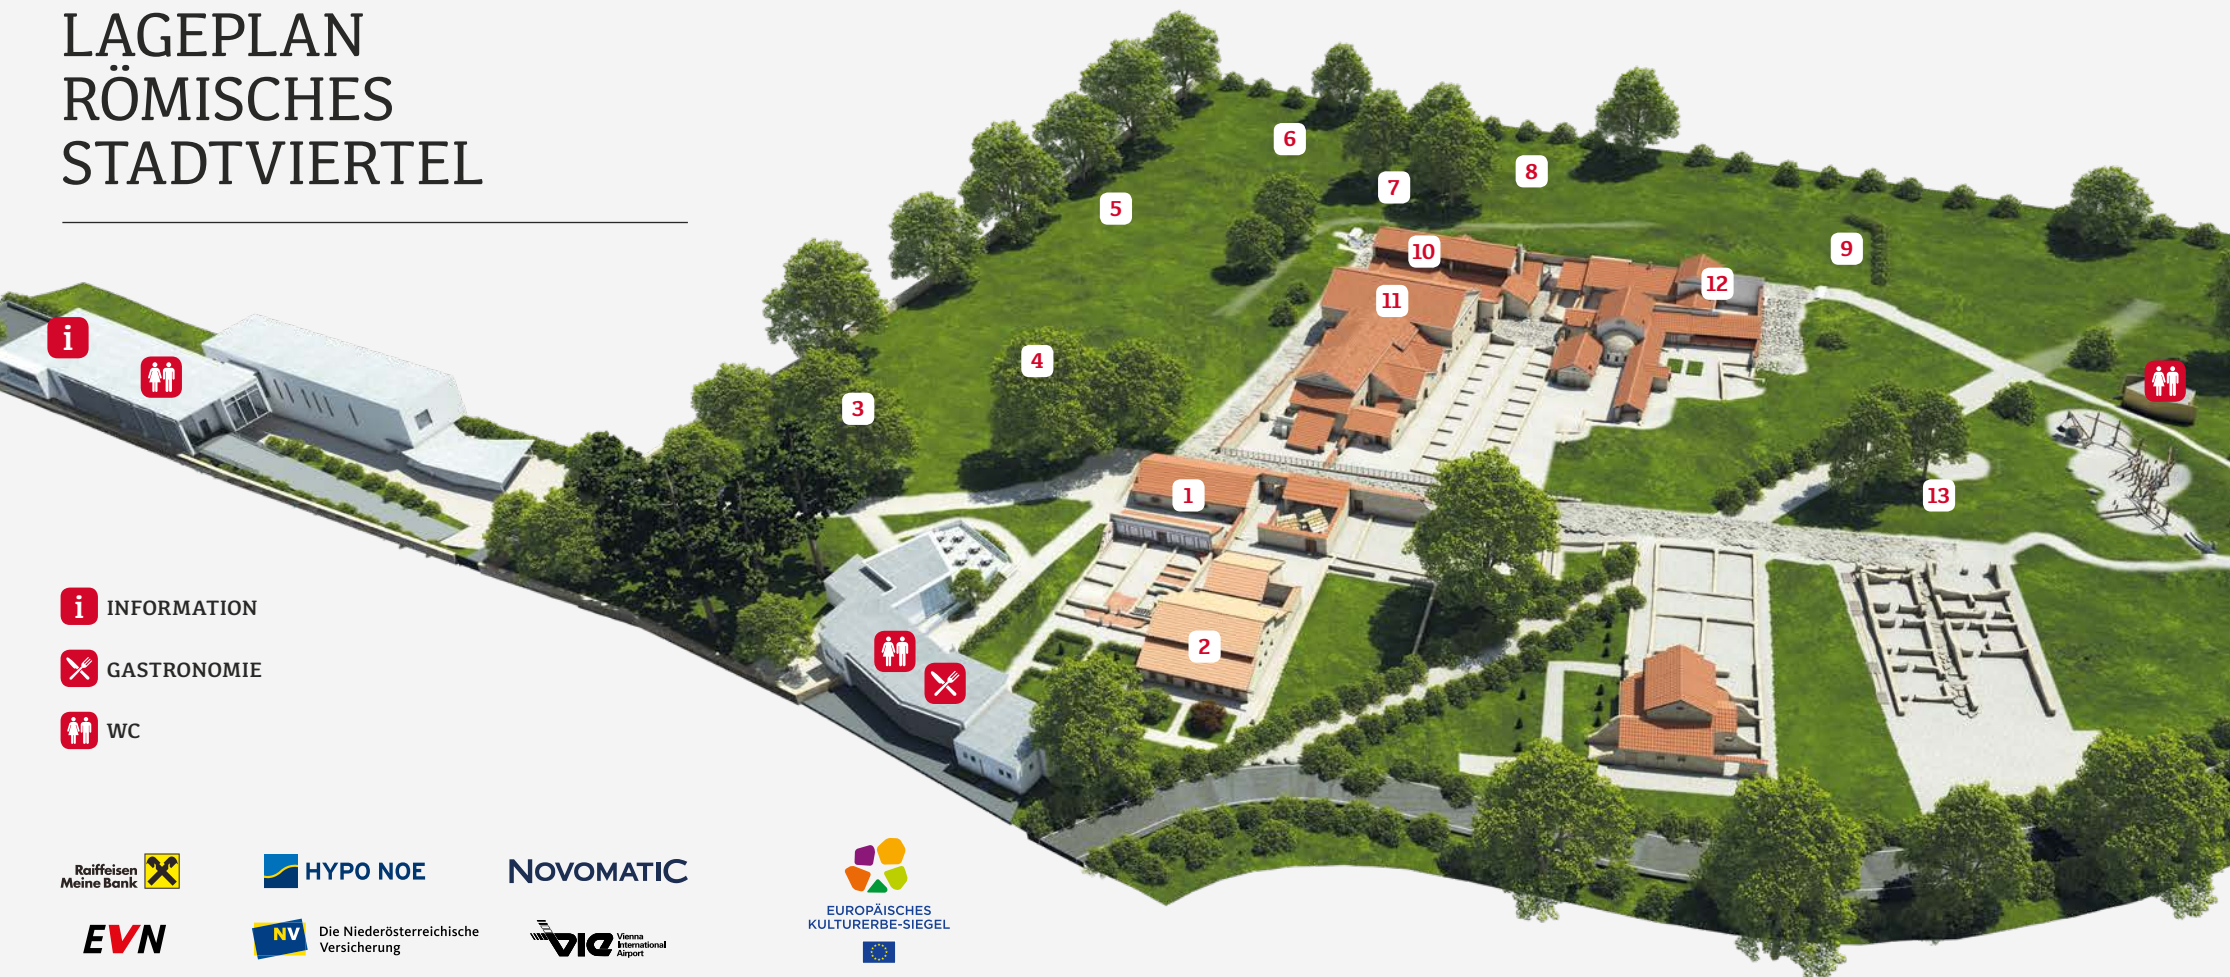 LAGEPLAN
RÖMISCHES
STADTVIERTEL
6
8
7
5
9
10
12
11
i
4
3
1
13
2
i INFORMATION
GASTRONOMIE
WC
Raiffeisen
Meine Bank
HYPO NOE
NOVOMATIC
EUROPÄISCHES
KULTURERBE-SIEGEL
EVN
NV
Die Niederösterreichische
Versicherung
VIE
Vienna
International
Airport